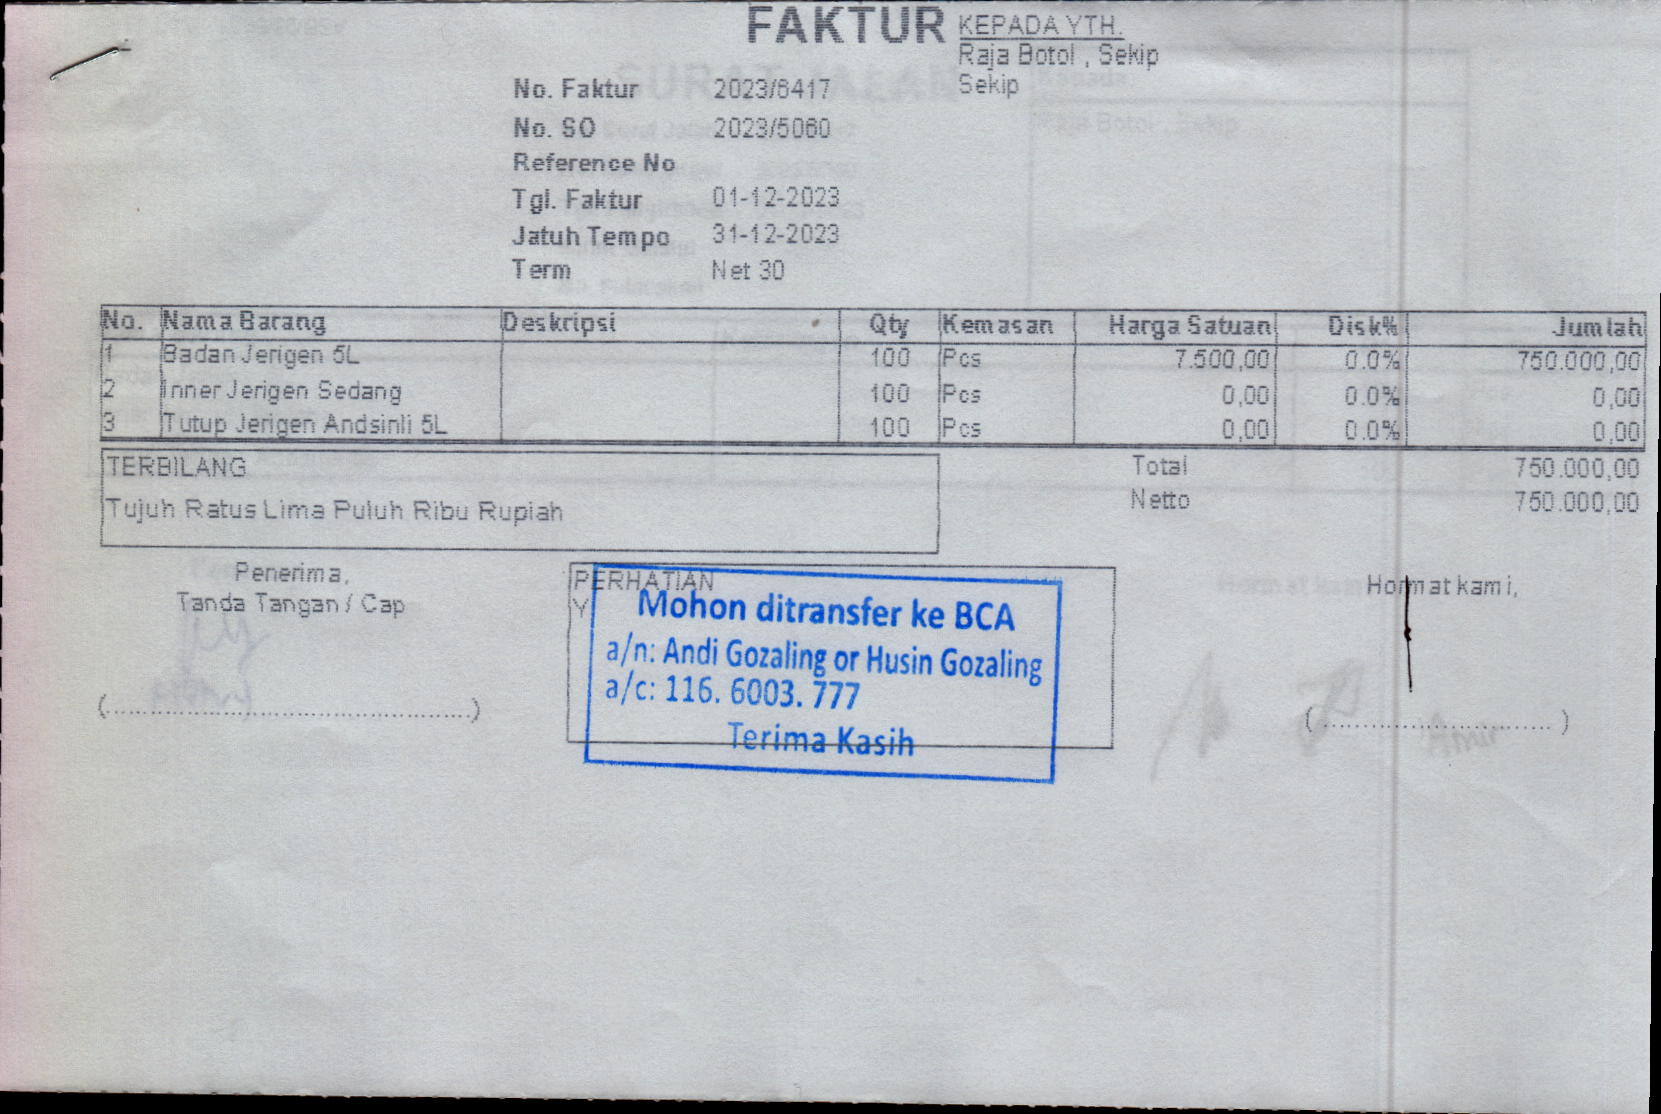 FAKTUR
KEPADA YTH.
Raja Botol , Sekip
Sekip
No. Faktur 2023/6417
No. SO 2023/5060
Reference No
Tgl. Faktur 01-12-2023
Jatuh Tempo 31-12-2023
Term Net 30
No. Nama Barang Deskripsi Qty Kemasan Harga Satuan Disk% Jumlah
1 Badan Jerigen 5L 100 Pcs 7.500,00 0.0% 750.000,00
2 Inner Jerigen Sedang 100 Pcs 0,00 0.0% 0,00
3 Tutup Jerigen Andsinli 5L 100 Pcs 0,00 0.0% 0,00
TERBILANG
Tujuh Ratus Lima Puluh Ribu Rupiah
Total 750.000,00
Netto 750.000,00
Penerima,
Tanda Tangan / Cap
PERHATIAN
Y
Mohon ditransfer ke BCA
a/n: Andi Gozaling or Husin Gozaling
a/c: 116. 6003. 777
Terima Kasih
Hormat kami,
Amir